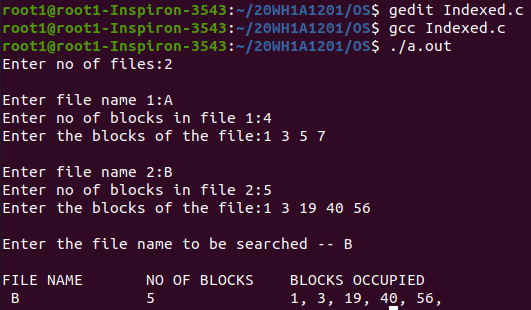 root1@root1-Inspiron-3543:~/20WH1A1201/OS$ gedit Indexed.c
root1@root1-Inspiron-3543:~/20WH1A1201/OS$ gcc Indexed.c
root1@root1-Inspiron-3543:~/20WH1A1201/OS$ ./a.out
Enter no of files:2
Enter file name 1:A
Enter no of blocks in file 1:4
Enter the blocks of the file:1 3 5 7
Enter file name 2:B
Enter no of blocks in file 2:5
Enter the blocks of the file:1 3 19 40 56
Enter the file name to be searched -- B
FILE NAME       NO OF BLOCKS    BLOCKS OCCUPIED
 B              5               1, 3, 19, 40, 56,